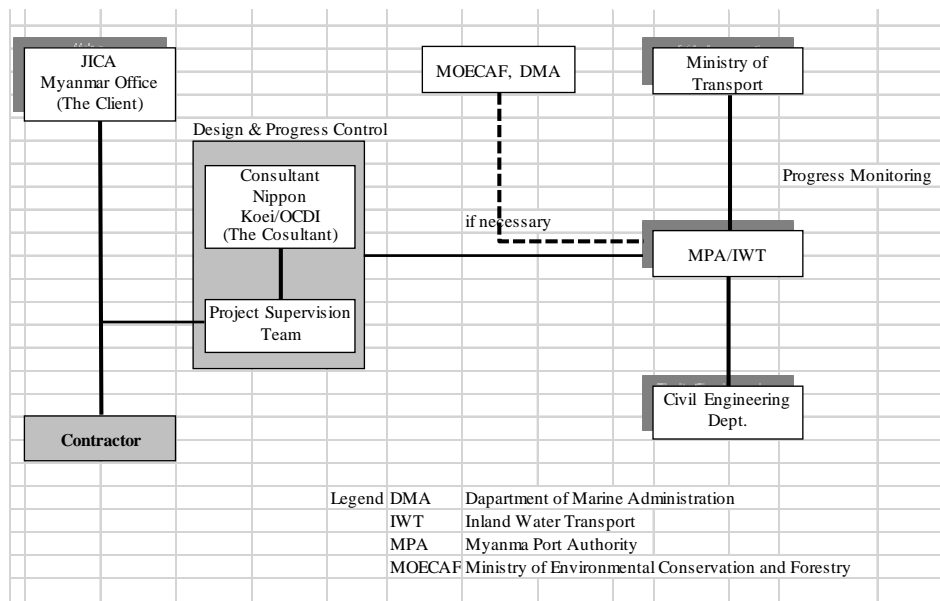 JICA
Myanmar Office
(The Client)
MOECAF, DMA
Ministry of
Transport
Design & Progress Control
Consultant
Nippon
Koei/OCDI
(The Cosultant)
Progress Monitoring
if necessary
MPA/IWT
Project Supervision
Team
Civil Engineering
Dept.
Contractor
Legend DMA Dapartment of Marine Administration
IWT Inland Water Transport
MPA Myanma Port Authority
MOECAF Ministry of Environmental Conservation and Forestry